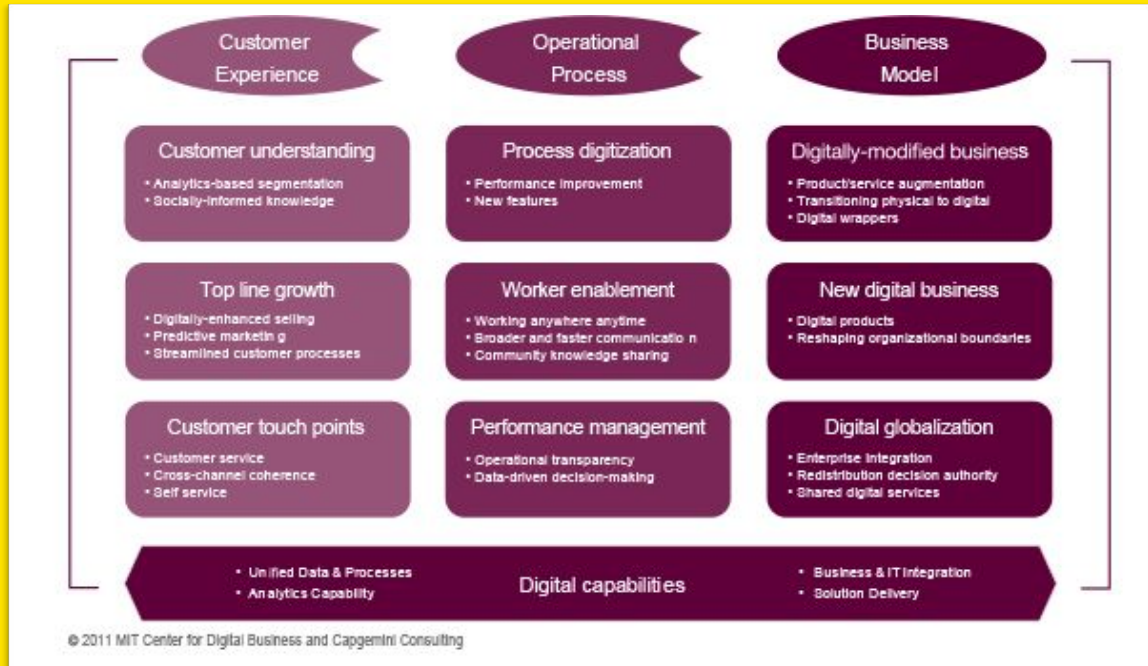 Customer
Experience
Operational
Process
Business
Model
Customer understanding
• Analytics-based segmentation
• Socially-informed knowledge
Process digitization
• Performance improvement
• New features
Digitally-modified business
• Product/service augmentation
• Transitioning physical to digital
• Digital wrappers
Top line growth
• Digitally-enhanced selling
• Predictive marketing
• Streamlined customer processes
Worker enablement
• Working anywhere anytime
• Broader and faster communication
• Community knowledge sharing
New digital business
• Digital products
• Reshaping organizational boundaries
Customer touch points
• Customer service
• Cross-channel coherence
• Self service
Performance management
• Operational transparency
• Data-driven decision-making
Digital globalization
• Enterprise Integration
• Redistribution decision authority
• Shared digital services
• Unified Data & Processes
• Analytics Capability
Digital capabilities
• Business & IT Integration
• Solution Delivery
© 2011 MIT Center for Digital Business and Capgemini Consulting